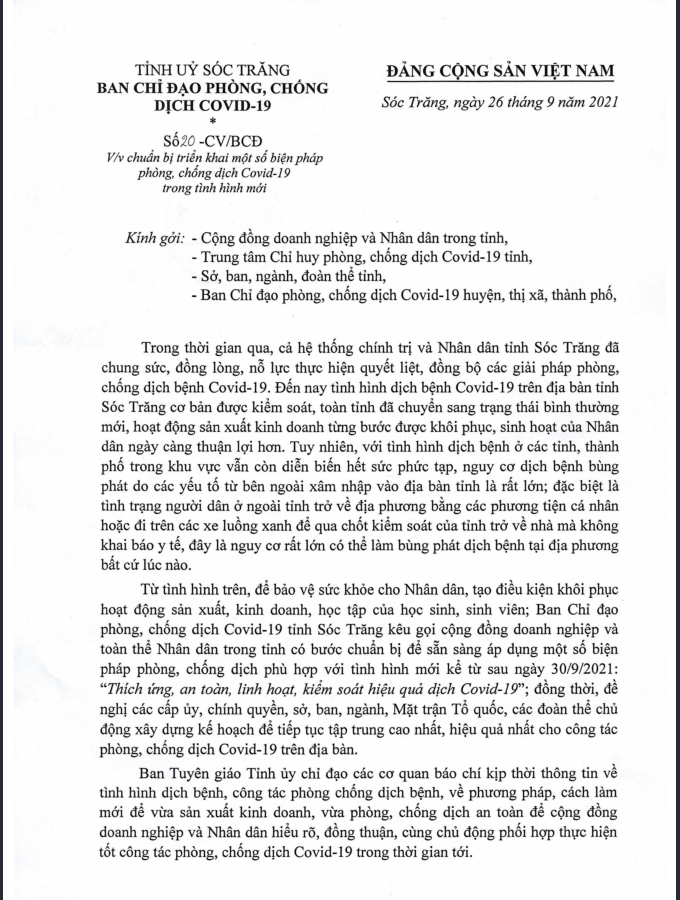 TỈNH UỶ SÓC TRĂNG
BAN CHỈ ĐẠO PHÒNG, CHỐNG
DỊCH COVID-19
*
Số 20 -CV/BCĐ
V/v chuẩn bị triển khai một số biện pháp
phòng, chống dịch Covid-19
trong tình hình mới
ĐẢNG CỘNG SẢN VIỆT NAM
Sóc Trăng, ngày 26 tháng 9 năm 2021
Kính gởi: - Cộng đồng doanh nghiệp và Nhân dân trong tỉnh,
- Trung tâm Chỉ huy phòng, chống dịch Covid-19 tỉnh,
- Sở, ban, ngành, đoàn thể tỉnh,
- Ban Chỉ đạo phòng, chống dịch Covid-19 huyện, thị xã, thành phố,
Trong thời gian qua, cả hệ thống chính trị và Nhân dân tỉnh Sóc Trăng đã
chung sức, đồng lòng, nỗ lực thực hiện quyết liệt, đồng bộ các giải pháp phòng,
chống dịch bệnh Covid-19. Đến nay tình hình dịch bệnh Covid-19 trên địa bàn tỉnh
Sóc Trăng cơ bản được kiểm soát, toàn tỉnh đã chuyển sang trạng thái bình thường
mới, hoạt động sản xuất kinh doanh từng bước được khôi phục, sinh hoạt của Nhân
dân ngày càng thuận lợi hơn. Tuy nhiên, với tình hình dịch bệnh ở các tỉnh, thành
phố trong khu vực vẫn còn diễn biến hết sức phức tạp, nguy cơ dịch bệnh bùng
phát do các yếu tố từ bên ngoài xâm nhập vào địa bàn tỉnh là rất lớn; đặc biệt là
tình trạng người dân ở ngoài tỉnh trở về địa phương bằng các phương tiện cá nhân
hoặc đi trên các xe luồng xanh để qua chốt kiểm soát của tỉnh trở về nhà mà không
khai báo y tế, đây là nguy cơ rất lớn có thể làm bùng phát dịch bệnh tại địa phương
bất cứ lúc nào.
Từ tình hình trên, để bảo vệ sức khỏe cho Nhân dân, tạo điều kiện khôi phục
hoạt động sản xuất, kinh doanh, học tập của học sinh, sinh viên; Ban Chỉ đạo
phòng, chống dịch Covid-19 tỉnh Sóc Trăng kêu gọi cộng đồng doanh nghiệp và
toàn thể Nhân dân trong tỉnh có bước chuẩn bị để sẵn sàng áp dụng một số biện
pháp phòng, chống dịch phù hợp với tình hình mới kể từ sau ngày 30/9/2021:
“Thích ứng, an toàn, linh hoạt, kiểm soát hiệu quả dịch Covid-19”; đồng thời, đề
nghị các cấp ủy, chính quyền, sở, ban, ngành, Mặt trận Tổ quốc, các đoàn thể chủ
động xây dựng kế hoạch để tiếp tục tập trung cao nhất, hiệu quả nhất cho công tác
phòng, chống dịch Covid-19 trên địa bàn.
Ban Tuyên giáo Tỉnh ủy chỉ đạo các cơ quan báo chí kịp thời thông tin về
tình hình dịch bệnh, công tác phòng chống dịch bệnh, về phương pháp, cách làm
mới để vừa sản xuất kinh doanh, vừa phòng, chống dịch an toàn để cộng đồng
doanh nghiệp và Nhân dân hiểu rõ, đồng thuận, cùng chủ động phối hợp thực hiện
tốt công tác phòng, chống dịch Covid-19 trong thời gian tới.